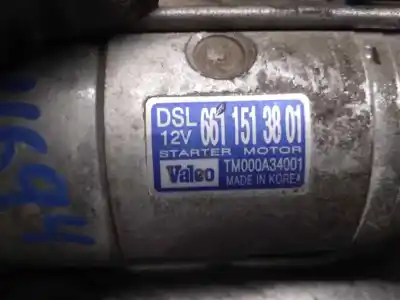 DSL 661 151 38 01
12V
STARTER MOTOR
Valeo TM000A34001
MADE IN KOREA